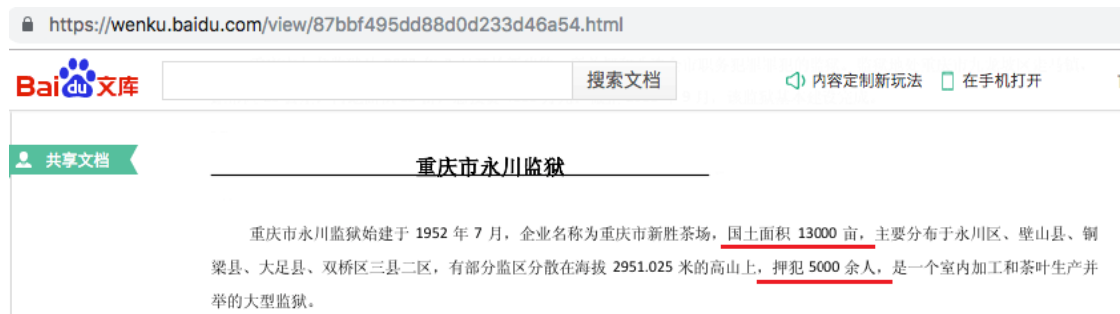 https://wenku.baidu.com/view/87bbf495dd88d0d233d46a54.html
Baidu文库 搜索文档 内容定制新玩法 在手机打开
共享文档
重庆市永川监狱
重庆市永川监狱始建于 1952 年 7 月，企业名称为重庆市新胜茶场，国土面积 13000 亩，主要分布于永川区、壁山县、铜
梁县、大足县、双桥区三县二区，有部分监区分散在海拔 2951.025 米的高山上，押犯 5000 余人，是一个室内加工和茶叶生产并
举的大型监狱。